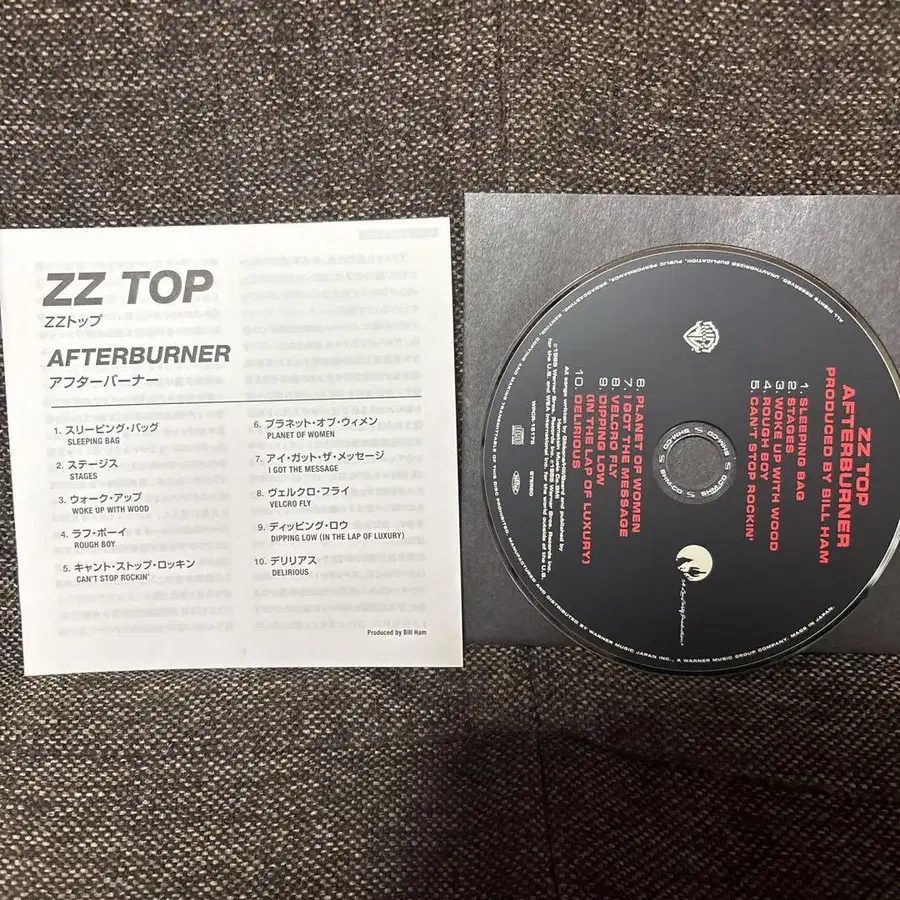 ZZ TOP
ZZトップ
AFTERBURNER
アフターバーナー
1. スリーピング・バッグ
SLEEPING BAG
2. ステージス
STAGES
3. ウォーク・アップ
WOKE UP WITH WOOD
4. ラフ・ボーイ
ROUGH BOY
5. キャント・ストップ・ロッキン
CAN'T STOP ROCKIN'
6. プラネット・オブ・ウィメン
PLANET OF WOMEN
7. アイ・ガット・ザ・メッセージ
I GOT THE MESSAGE
8. ヴェルクロ・フライ
VELCRO FLY
9. ディッピング・ロウ
DIPPING LOW (IN THE LAP OF LUXURY)
10. デリリアス
DELIRIOUS
Produced by Bill Ham
ZZ TOP
AFTERBURNER
PRODUCED BY BILL HAM
1. SLEEPING BAG
2. STAGES
3. WOKE UP WITH WOOD
4. ROUGH BOY
5. CAN'T STOP ROCKIN'
6. PLANET OF WOMEN
7. I GOT THE MESSAGE
8. VELCRO FLY
9. DIPPING LOW
(IN THE LAP OF LUXURY)
10. DELIRIOUS
STEREO
SHM-CD
ALL RIGHTS RESERVED. UNAUTHORIZED DUPLICATION, PUBLIC PERFORMANCE, BROADCASTING,
MANUFACTURED AND DISTRIBUTED BY WARNER MUSIC JAPAN INC., A WARNER MUSIC GROUP COMPANY. MADE IN JAPAN.